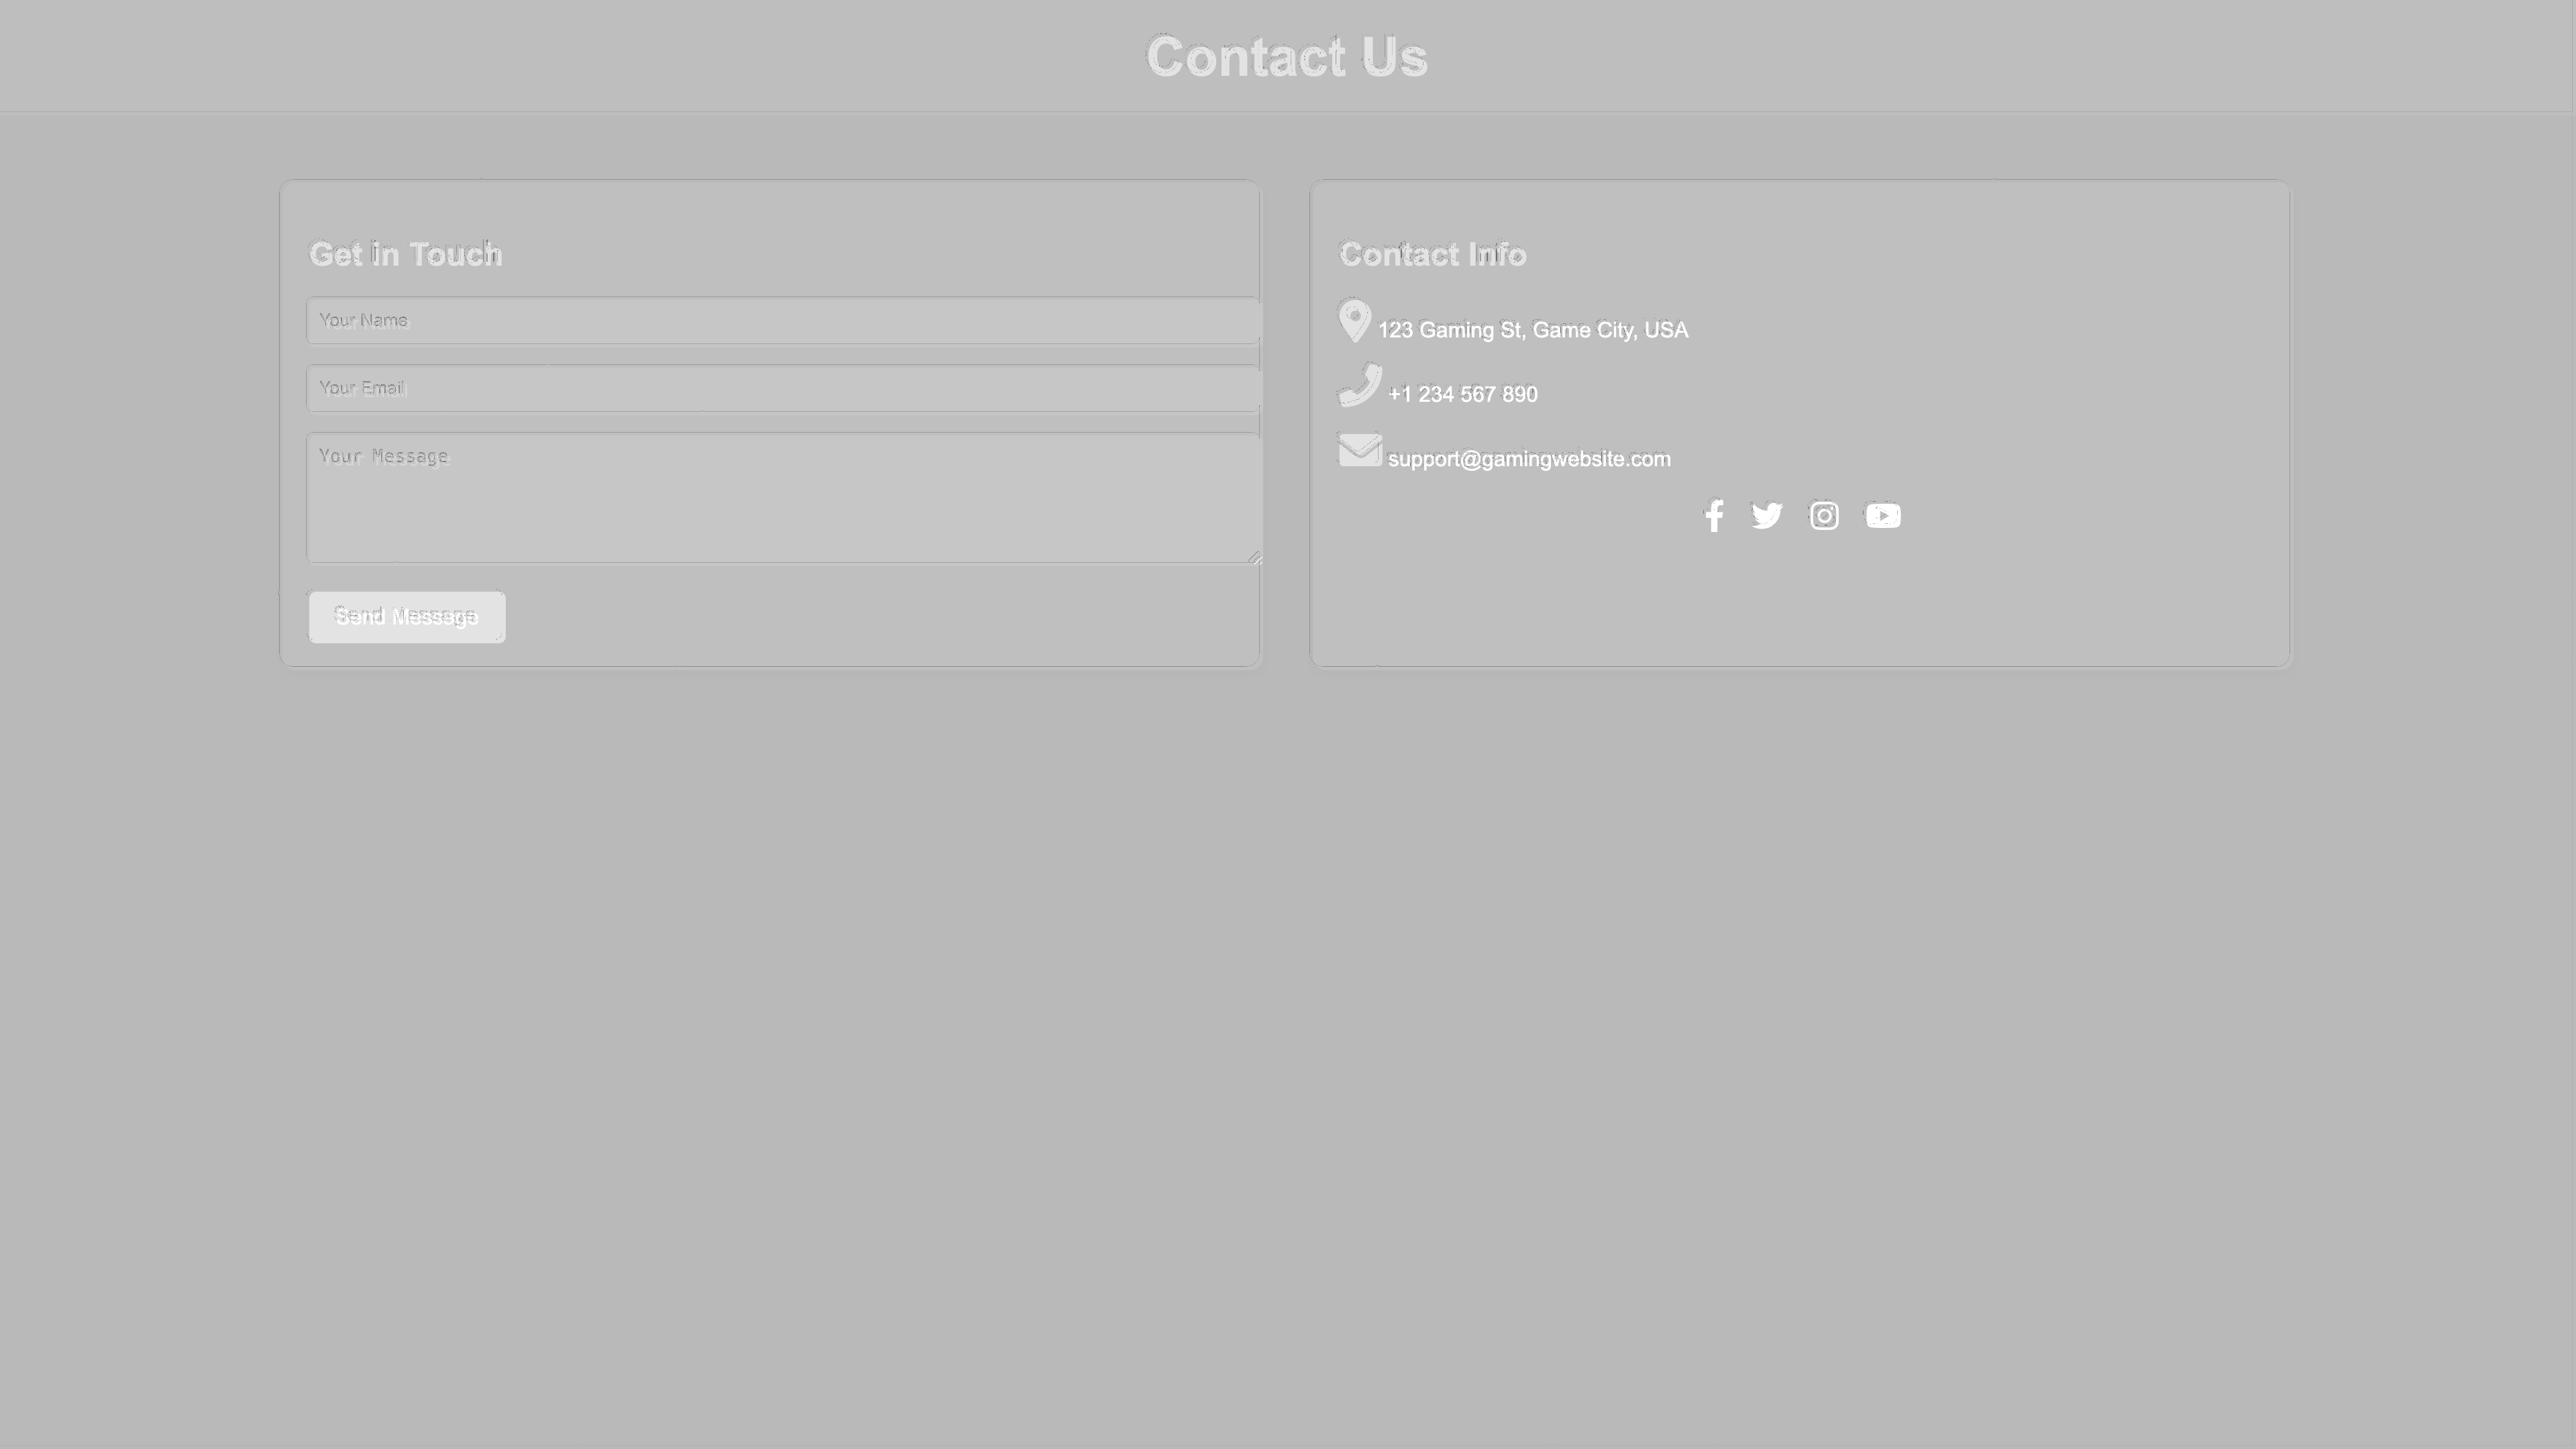 Contact Us
Get in Touch
Your Name
Your Email
Your Message
Send Message
Contact Info
123 Gaming St, Game City, USA
+1 234 567 890
support@gamingwebsite.com